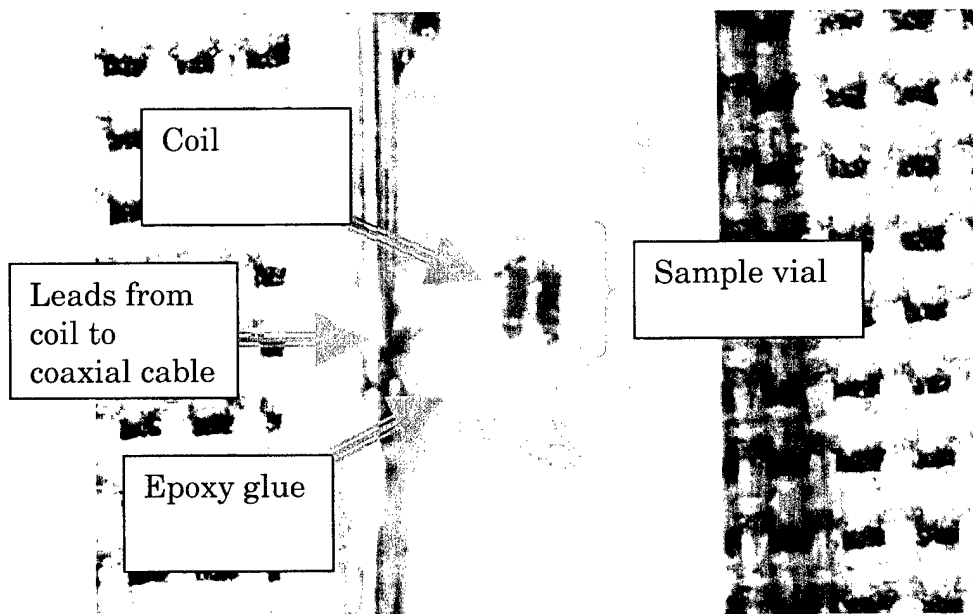 Coil
Leads from
coil to
coaxial cable
Sample vial
Epoxy glue